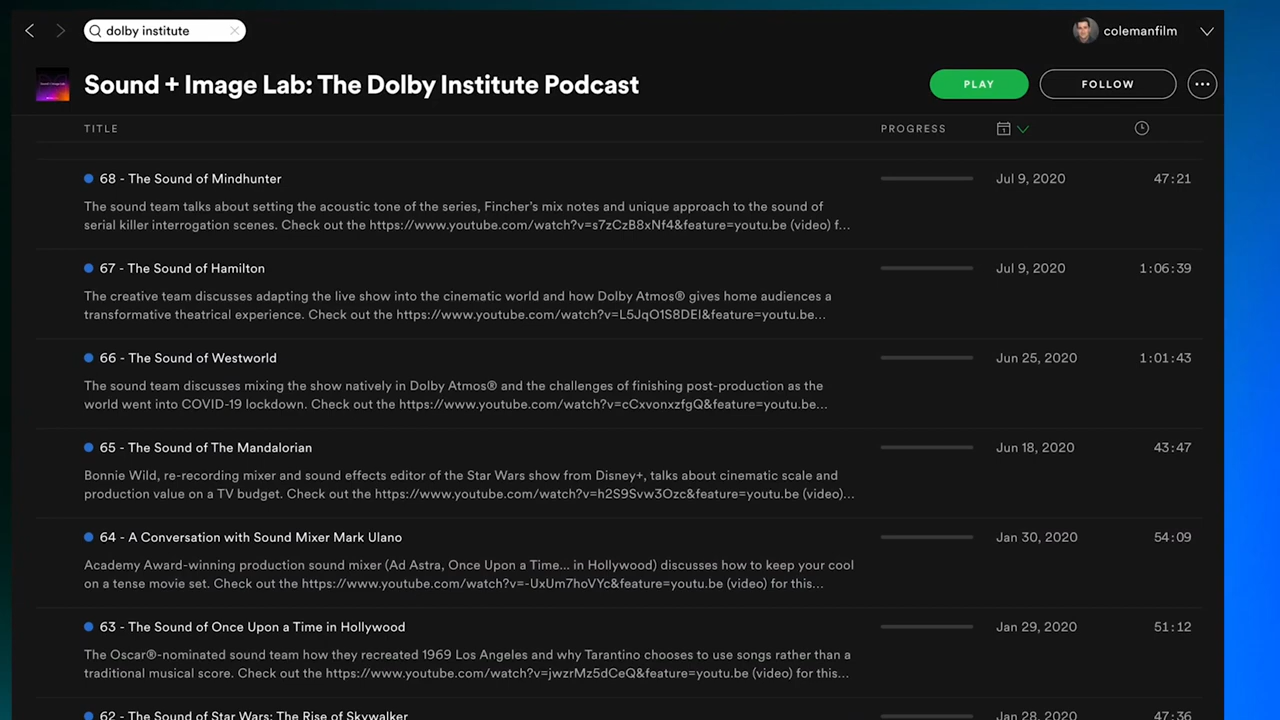 dolby institute
colemanfilm
Sound + Image Lab: The Dolby Institute Podcast
PLAY
FOLLOW
TITLE
PROGRESS
68 - The Sound of Mindhunter
Jul 9, 2020
47:21
The sound team talks about setting the acoustic tone of the series, Fincher's mix notes and unique approach to the sound of
serial killer interrogation scenes. Check out the https://www.youtube.com/watch?v=s7zCzB8xNf4&feature=youtu.be (video) f...
67 - The Sound of Hamilton
Jul 9, 2020
1:06:39
The creative team discusses adapting the live show into the cinematic world and how Dolby Atmos® gives home audiences a
transformative theatrical experience. Check out the https://www.youtube.com/watch?v=L5JqO1S8DEI&feature=youtu.be...
66 - The Sound of Westworld
Jun 25, 2020
1:01:43
The sound team discusses mixing the show natively in Dolby Atmos® and the challenges of finishing post-production as the
world went into COVID-19 lockdown. Check out the https://www.youtube.com/watch?v=cCxvonxzfgQ&feature=youtu.be...
65 - The Sound of The Mandalorian
Jun 18, 2020
43:47
Bonnie Wild, re-recording mixer and sound effects editor of the Star Wars show from Disney+, talks about cinematic scale and
production value on a TV budget. Check out the https://www.youtube.com/watch?v=h2S9Svw3Ozc&feature=youtu.be (video)...
64 - A Conversation with Sound Mixer Mark Ulano
Jan 30, 2020
54:09
Academy Award-winning production sound mixer (Ad Astra, Once Upon a Time... in Hollywood) discusses how to keep your cool
on a tense movie set. Check out the https://www.youtube.com/watch?v=-UxUm7hoVYc&feature=youtu.be (video) for this...
63 - The Sound of Once Upon a Time in Hollywood
Jan 29, 2020
51:12
The Oscar®-nominated sound team how they recreated 1969 Los Angeles and why Tarantino chooses to use songs rather than a
traditional musical score. Check out the https://www.youtube.com/watch?v=jwzrMz5dCeQ&feature=youtu.be (video) for this...
62 - The Sound of Star Wars: The Rise of Skywalker
Jan 28, 2020
47:36